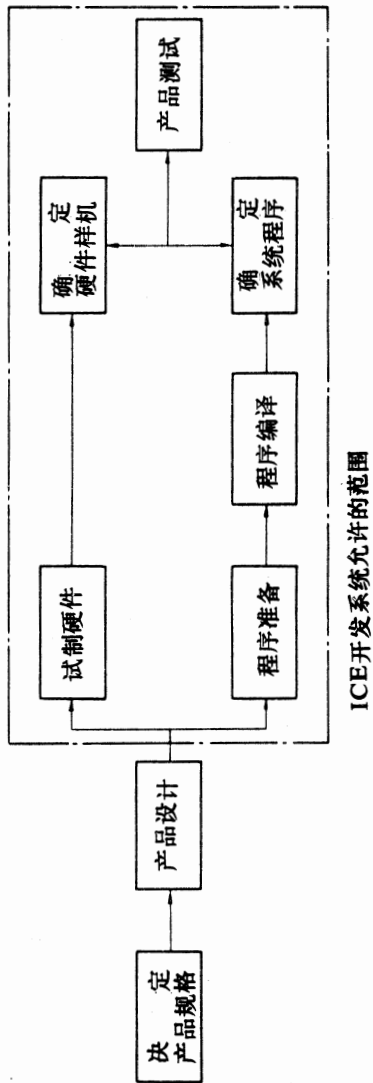 决定
产品规格
产品设计
试制硬件
确定
硬件样机
程序准备
程序编译
确定
系统程序
产品测试
ICE开发系统允许的范围